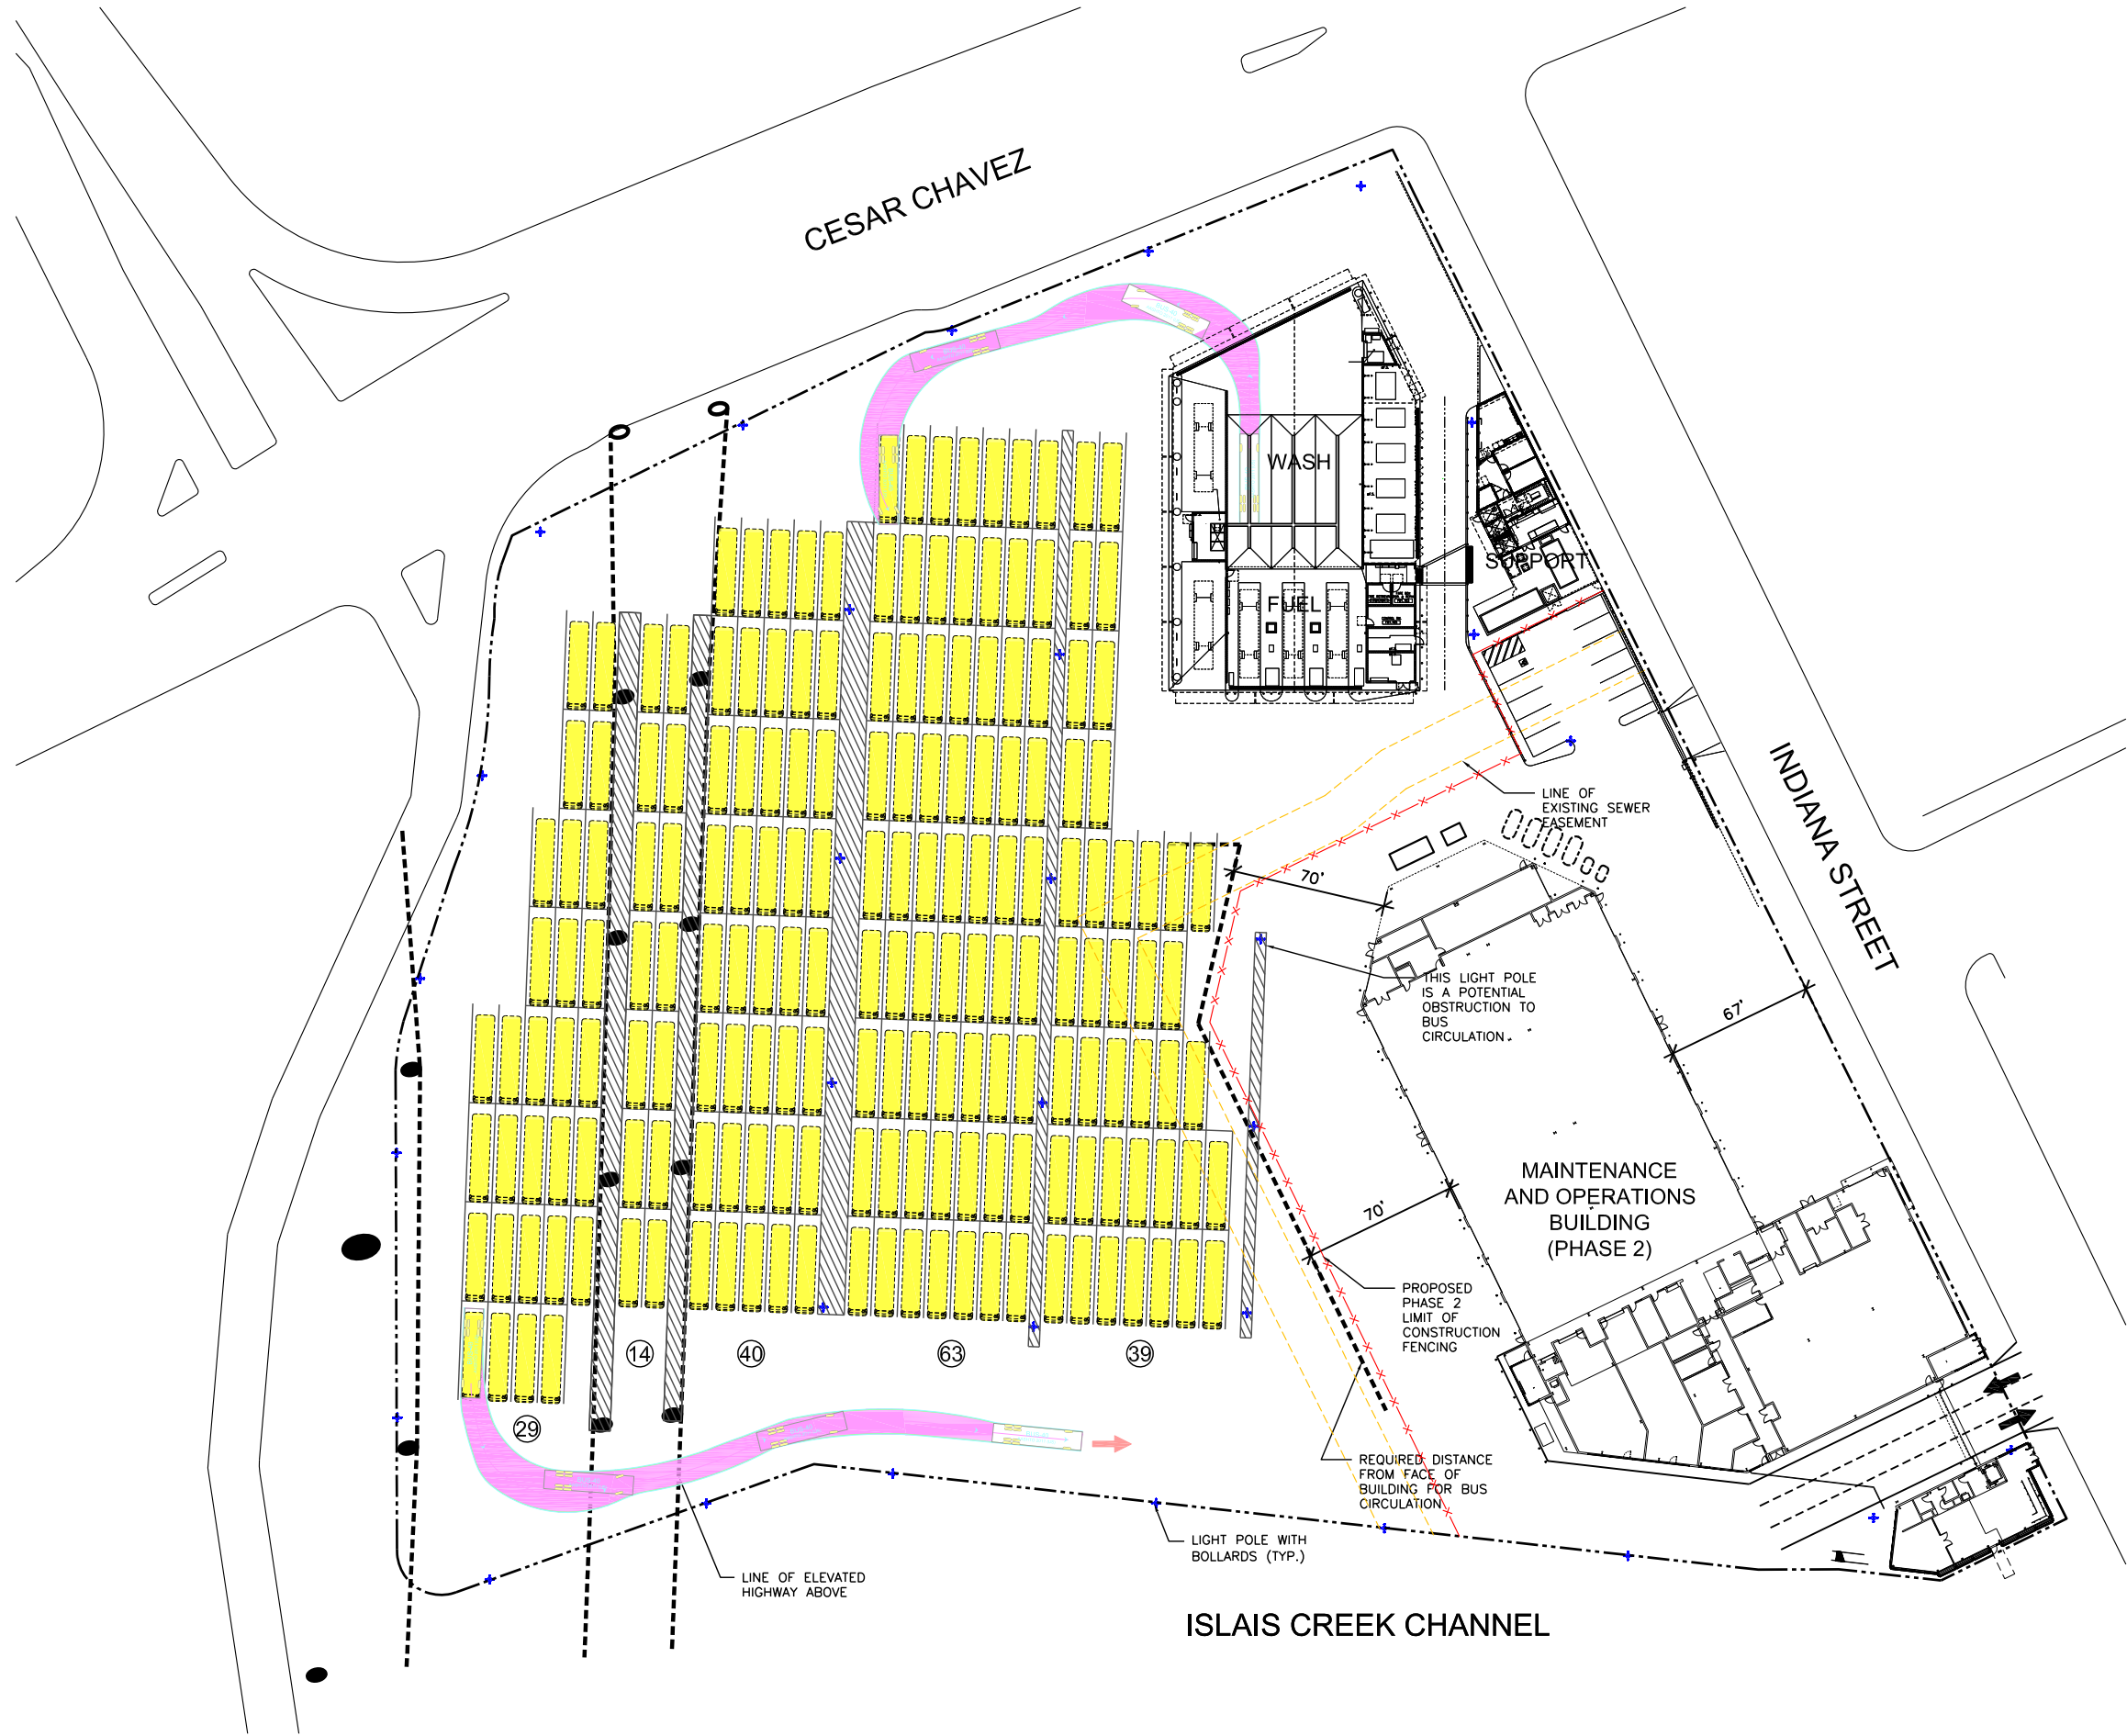 CESAR CHAVEZ
WASH
SUPPORT
FUEL
INDIANA STREET
LINE OF
EXISTING SEWER
EASEMENT
70'
THIS LIGHT POLE
IS A POTENTIAL
OBSTRUCTION TO
BUS
CIRCULATION.
67'
MAINTENANCE
AND OPERATIONS
BUILDING
(PHASE 2)
70'
PROPOSED
PHASE 2
LIMIT OF
CONSTRUCTION
FENCING
14
40
63
39
29
REQUIRED DISTANCE
FROM FACE OF
BUILDING FOR BUS
CIRCULATION
LIGHT POLE WITH
BOLLARDS (TYP.)
LINE OF ELEVATED
HIGHWAY ABOVE
ISLAIS CREEK CHANNEL